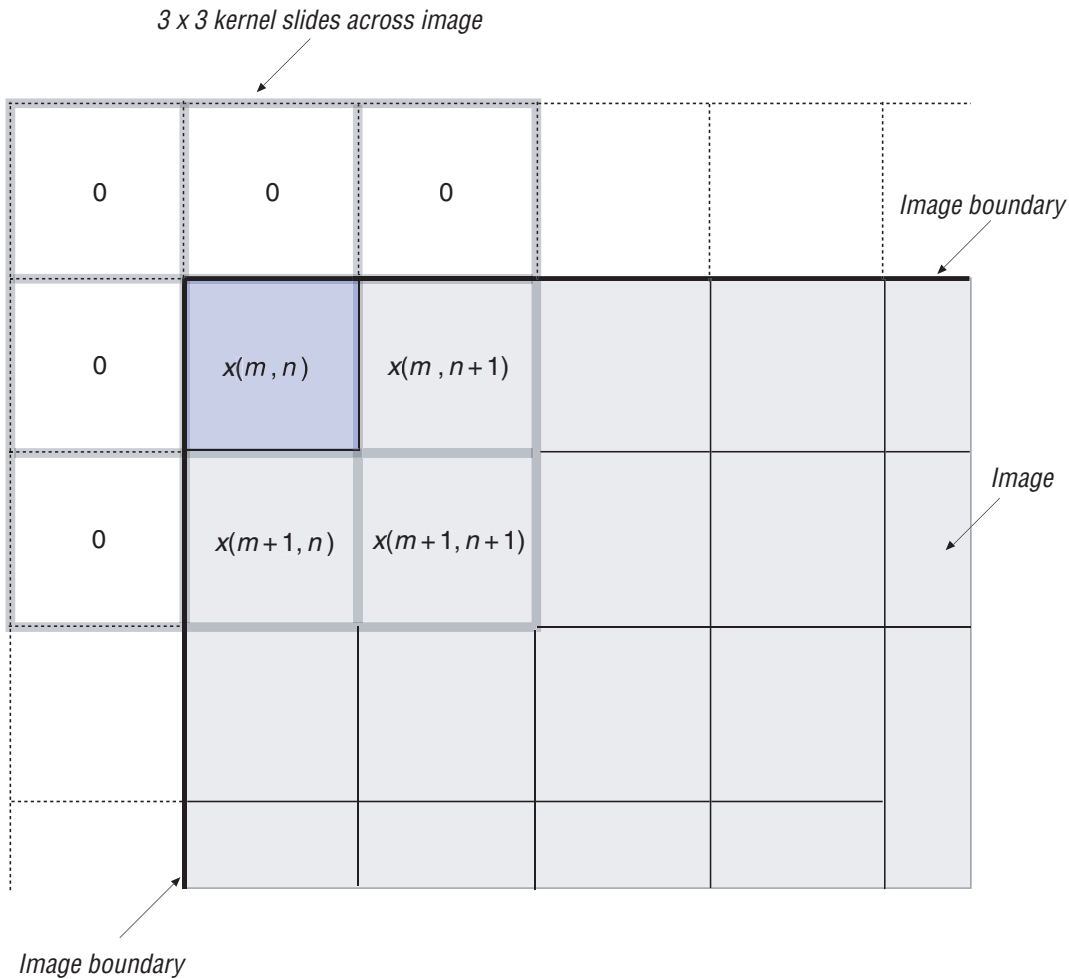 3 x 3 kernel slides across image
0 0 0
Image boundary
0 x(m,n) x(m,n+1)
Image
0 x(m+1,n) x(m+1,n+1)
Image boundary